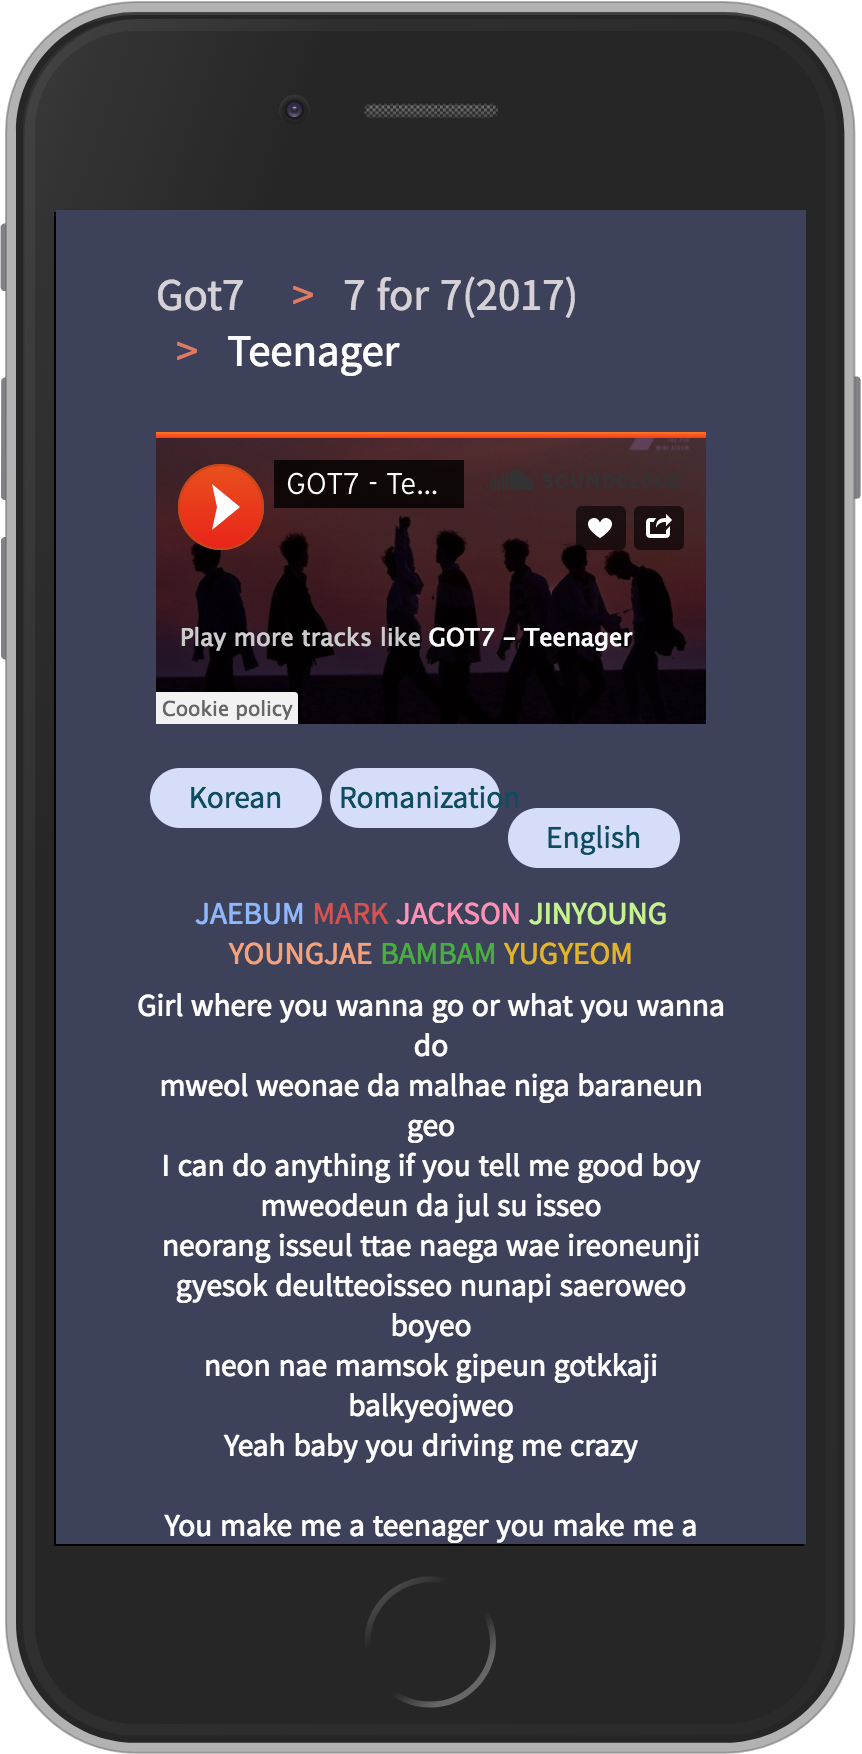 Got7 > 7 for 7(2017)
> Teenager
SOUNDCLOUD
GOT7 - Te...
Play more tracks like GOT7 – Teenager
Cookie policy
Korean Romanization
English
JAEBUM MARK JACKSON JINYOUNG
YOUNGJAE BAMBAM YUGYEOM
Girl where you wanna go or what you wanna
do
mweol weonae da malhae niga baraneun
geo
I can do anything if you tell me good boy
mweodeun da jul su isseo
neorang isseul ttae naega wae ireoneunji
gyesok deultteoisseo nunapi saeroweo
boyeo
neon nae mamsok gipeun gotkkaji
balkyeojweo
Yeah baby you driving me crazy
You make me a teenager you make me a